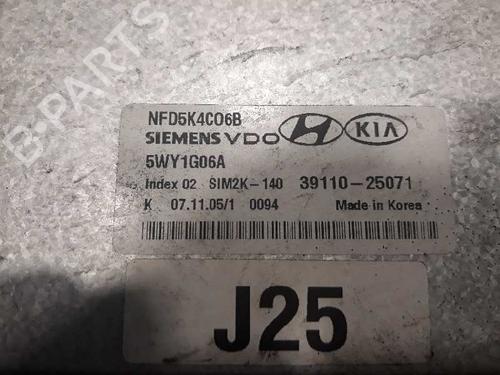 NFD5K4C06B
SIEMENS VDO KIA
5WY1G06A
Index 02 SIM2K-140 39110-25071
K 07.11.05/1 0094 Made in Korea
J25